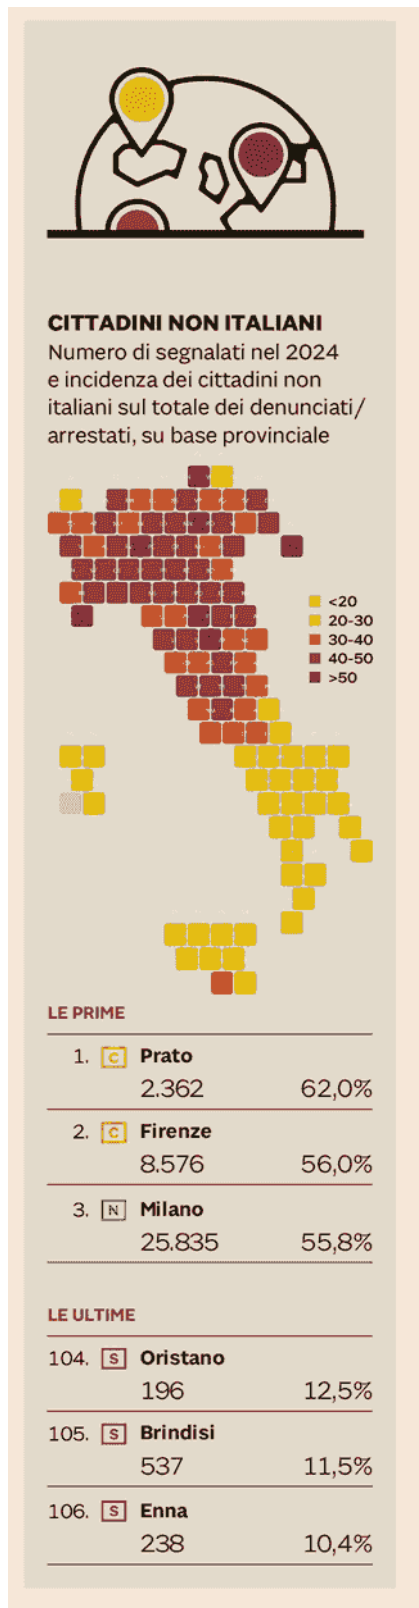 CITTADINI NON ITALIANI
Numero di segnalati nel 2024
e incidenza dei cittadini non
italiani sul totale dei denunciati/
arrestati, su base provinciale
<20
20-30
30-40
40-50
>50
LE PRIME
1. C Prato
2.362 62,0%
2. C Firenze
8.576 56,0%
3. N Milano
25.835 55,8%
LE ULTIME
104. S Oristano
196 12,5%
105. S Brindisi
537 11,5%
106. S Enna
238 10,4%